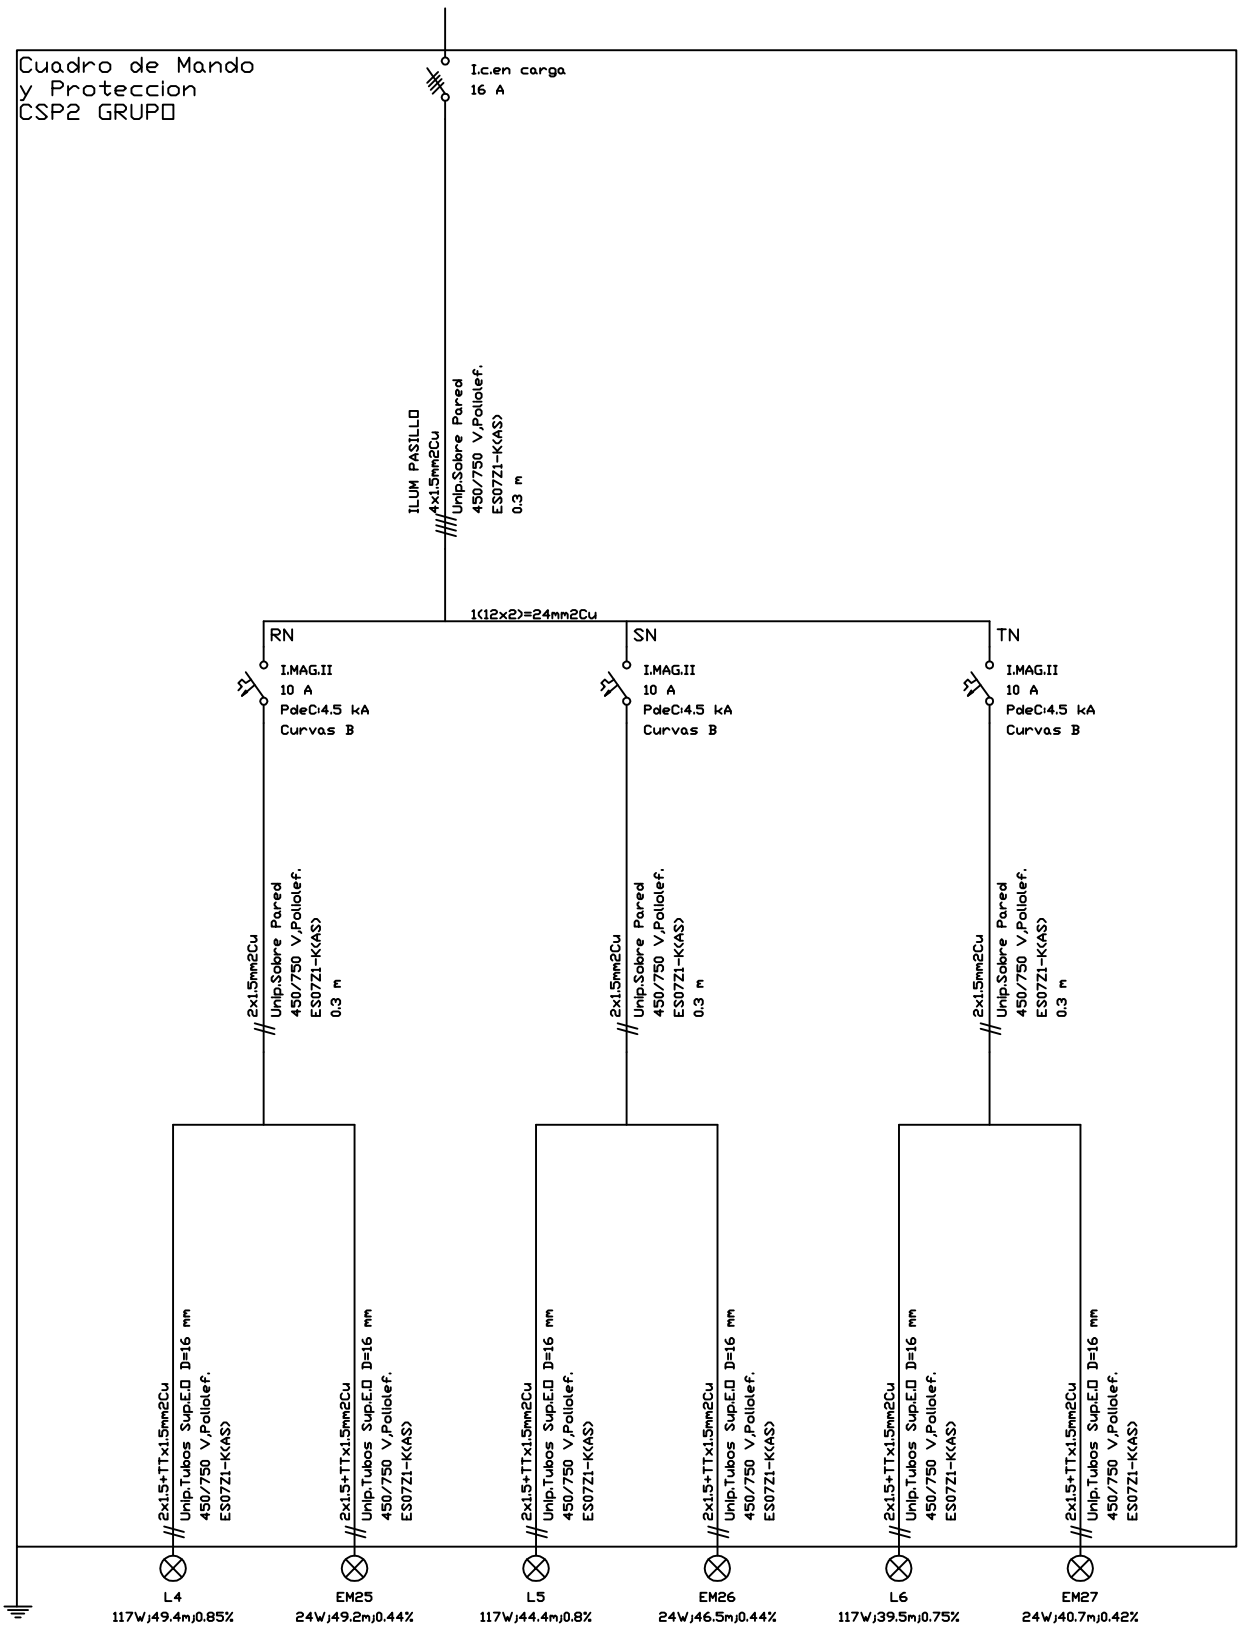 Cuadro de Mando
y Proteccion
CSP2 GRUPO
I.c.en carga
16 A
ILUM PASILLO
4x1.5mm2Cu
Unip.Sobre Pared
450/750 V,Poliolef.
ES07Z1-K(AS)
0.3 m
1(12x2)=24mm2Cu
RN
I.MAG.II
10 A
PdeC:4.5 kA
Curvas B
SN
I.MAG.II
10 A
PdeC:4.5 kA
Curvas B
TN
I.MAG.II
10 A
PdeC:4.5 kA
Curvas B
2x1.5mm2Cu
Unip.Sobre Pared
450/750 V,Poliolef.
ES07Z1-K(AS)
0.3 m
2x1.5mm2Cu
Unip.Sobre Pared
450/750 V,Poliolef.
ES07Z1-K(AS)
0.3 m
2x1.5mm2Cu
Unip.Sobre Pared
450/750 V,Poliolef.
ES07Z1-K(AS)
0.3 m
2x1.5+TTx1.5mm2Cu
Unip.Tubos Sup.E.O D=16 mm
450/750 V,Poliolef.
ES07Z1-K(AS)
2x1.5+TTx1.5mm2Cu
Unip.Tubos Sup.E.O D=16 mm
450/750 V,Poliolef.
ES07Z1-K(AS)
2x1.5+TTx1.5mm2Cu
Unip.Tubos Sup.E.O D=16 mm
450/750 V,Poliolef.
ES07Z1-K(AS)
2x1.5+TTx1.5mm2Cu
Unip.Tubos Sup.E.O D=16 mm
450/750 V,Poliolef.
ES07Z1-K(AS)
2x1.5+TTx1.5mm2Cu
Unip.Tubos Sup.E.O D=16 mm
450/750 V,Poliolef.
ES07Z1-K(AS)
2x1.5+TTx1.5mm2Cu
Unip.Tubos Sup.E.O D=16 mm
450/750 V,Poliolef.
ES07Z1-K(AS)
L4
117W;49.4m;0.85%
EM25
24W;49.2m;0.44%
L5
117W;44.4m;0.8%
EM26
24W;46.5m;0.44%
L6
117W;39.5m;0.75%
EM27
24W;40.7m;0.42%